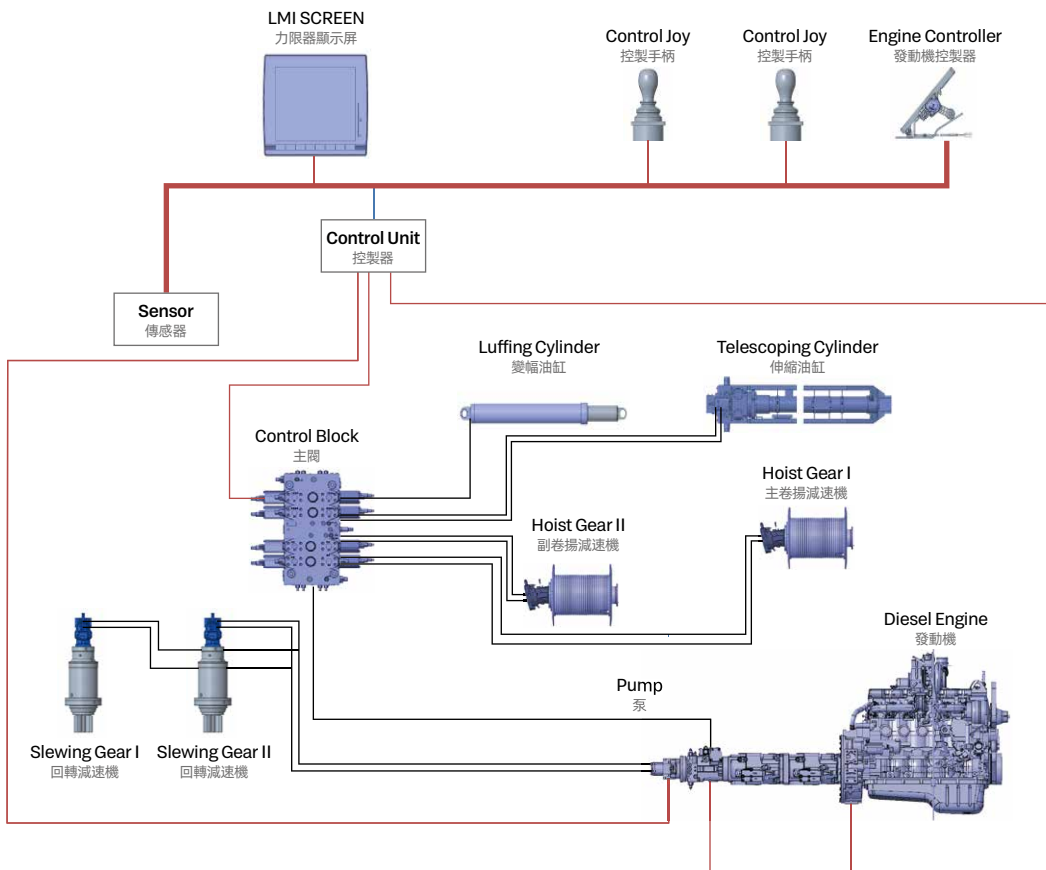 LMI SCREEN
力限器顯示屏
Control Joy
控製手柄
Control Joy
控製手柄
Engine Controller
發動機控製器
Control Unit
控製器
Sensor
傳感器
Luffing Cylinder
變幅油缸
Telescoping Cylinder
伸縮油缸
Control Block
主閥
Hoist Gear I
主卷揚減速機
Hoist Gear II
副卷揚減速機
Diesel Engine
發動機
Pump
泵
Slewing Gear I
回轉減速機
Slewing Gear II
回轉減速機